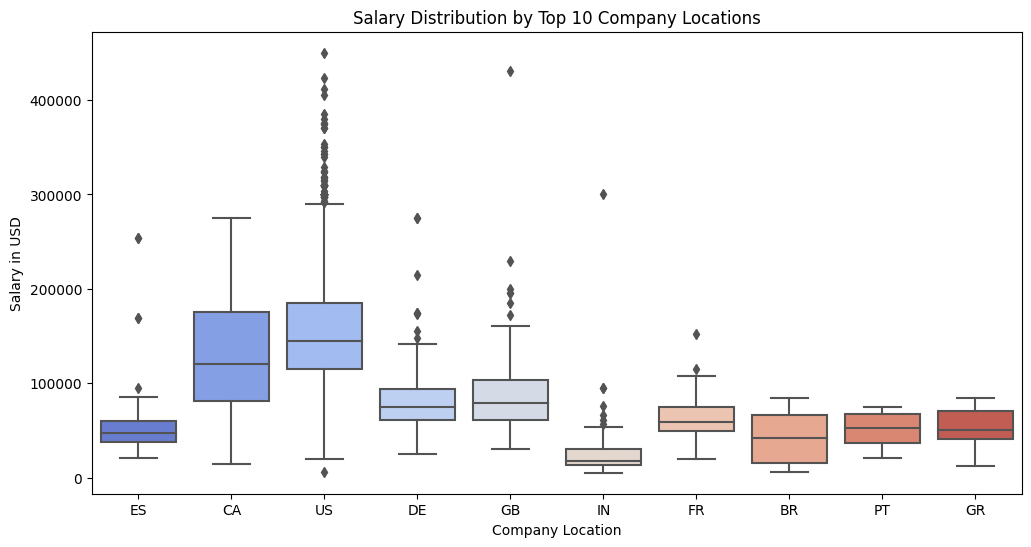 Salary Distribution by Top 10 Company Locations
Salary in USD
400000
300000
200000
100000
0
ES CA US DE GB IN FR BR PT GR
Company Location